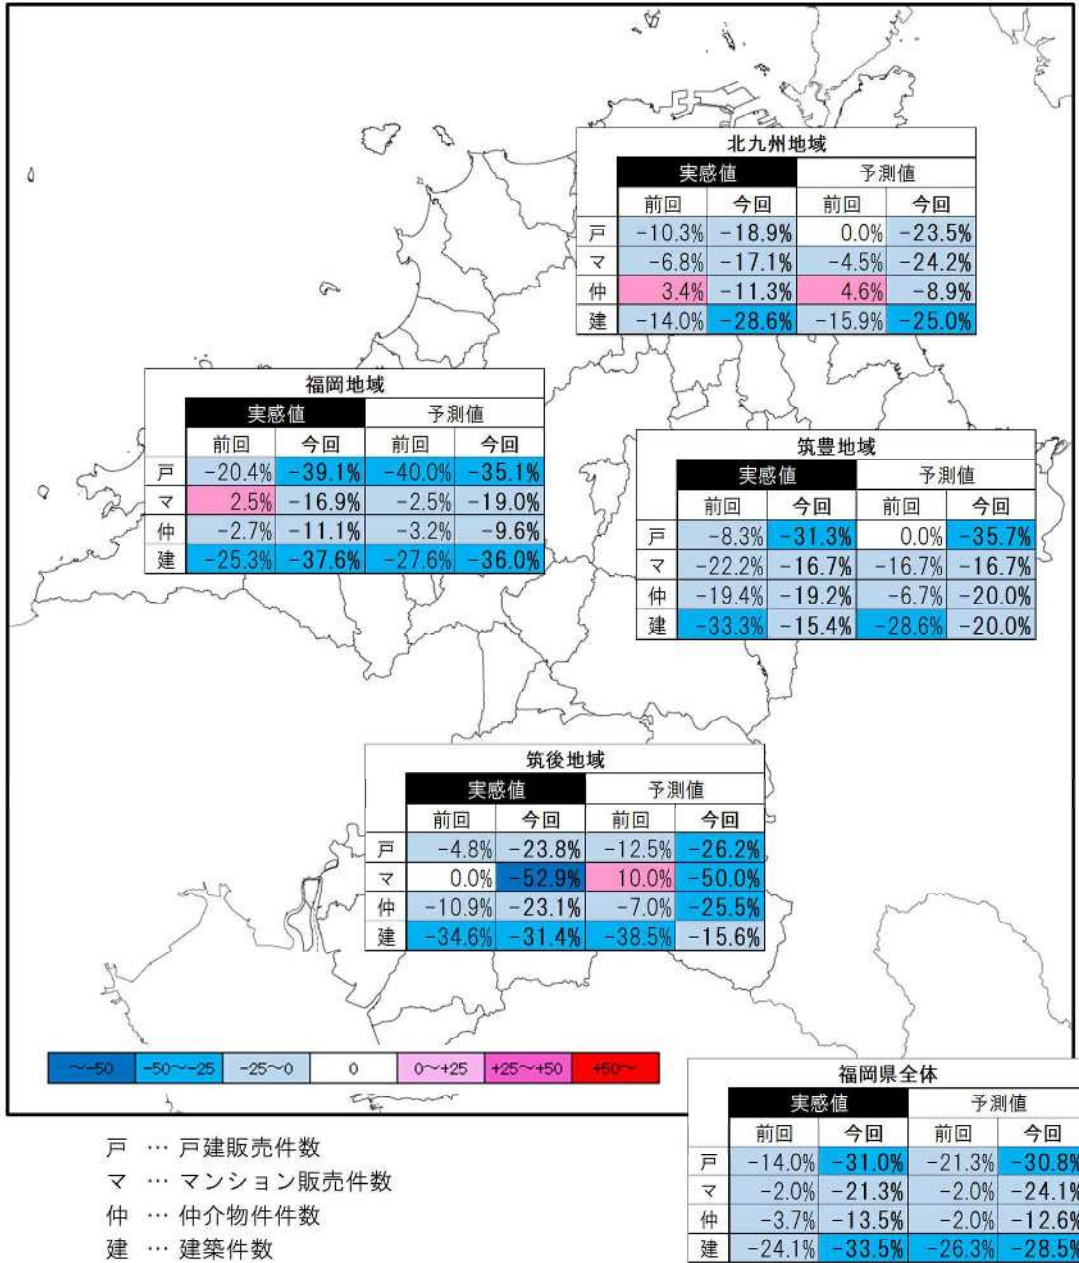 北九州地域
実感値 予測値
前回 今回 前回 今回
戸 -10.3% -18.9% 0.0% -23.5%
マ -6.8% -17.1% -4.5% -24.2%
仲 3.4% -11.3% 4.6% -8.9%
建 -14.0% -28.6% -15.9% -25.0%
福岡地域
実感値 予測値
前回 今回 前回 今回
戸 -20.4% -39.1% -40.0% -35.1%
マ 2.5% -16.9% -2.5% -19.0%
仲 -2.7% -11.1% -3.2% -9.6%
建 -25.3% -37.6% -27.6% -36.0%
筑豊地域
実感値 予測値
前回 今回 前回 今回
戸 -8.3% -31.3% 0.0% -35.7%
マ -22.2% -16.7% -16.7% -16.7%
仲 -19.4% -19.2% -6.7% -20.0%
建 -33.3% -15.4% -28.6% -20.0%
筑後地域
実感値 予測値
前回 今回 前回 今回
戸 -4.8% -23.8% -12.5% -26.2%
マ 0.0% -52.9% 10.0% -50.0%
仲 -10.9% -23.1% -7.0% -25.5%
建 -34.6% -31.4% -38.5% -15.6%
~-50 -50~-25 -25~0 0 0~+25 +25~+50 +50~
福岡県全体
実感値 予測値
前回 今回 前回 今回
戸 -14.0% -31.0% -21.3% -30.8%
マ -2.0% -21.3% -2.0% -24.1%
仲 -3.7% -13.5% -2.0% -12.6%
建 -24.1% -33.5% -26.3% -28.5%
戸 … 戸建販売件数
マ … マンション販売件数
仲 … 仲介物件件数
建 … 建築件数